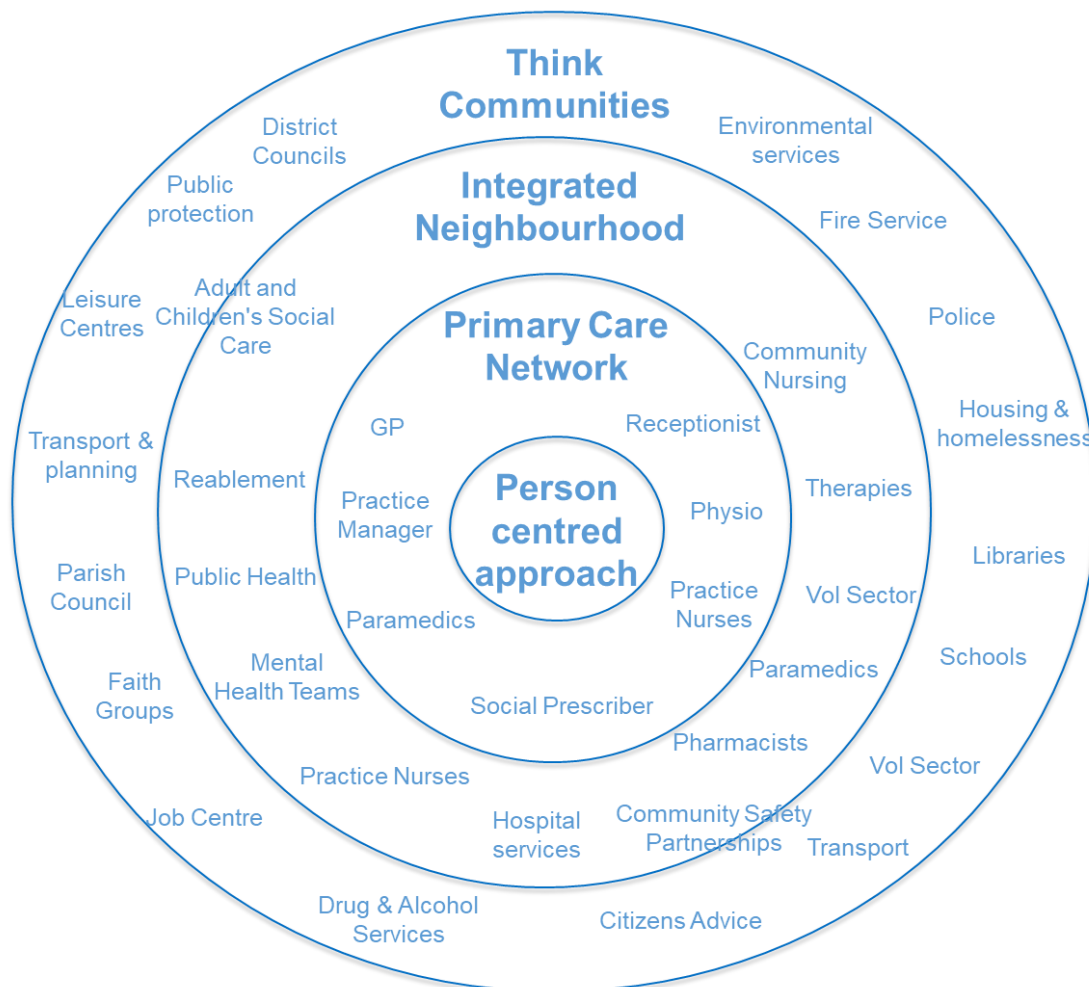 Think
Communities
District
Councils
Environmental
services
Public
protection
Integrated
Neighbourhood
Fire Service
Leisure
Centres
Adult and
Children's Social
Care
Police
Primary Care
Network
Community
Nursing
Housing &
homelessness
GP
Receptionist
Transport &
planning
Reablement
Practice
Manager
Person
centred
approach
Physio
Therapies
Libraries
Parish
Council
Public Health
Paramedics
Practice
Nurses
Vol Sector
Schools
Faith
Groups
Mental
Health Teams
Social Prescriber
Paramedics
Pharmacists
Vol Sector
Practice Nurses
Job Centre
Hospital
services
Community Safety
Partnerships
Transport
Drug & Alcohol
Services
Citizens Advice